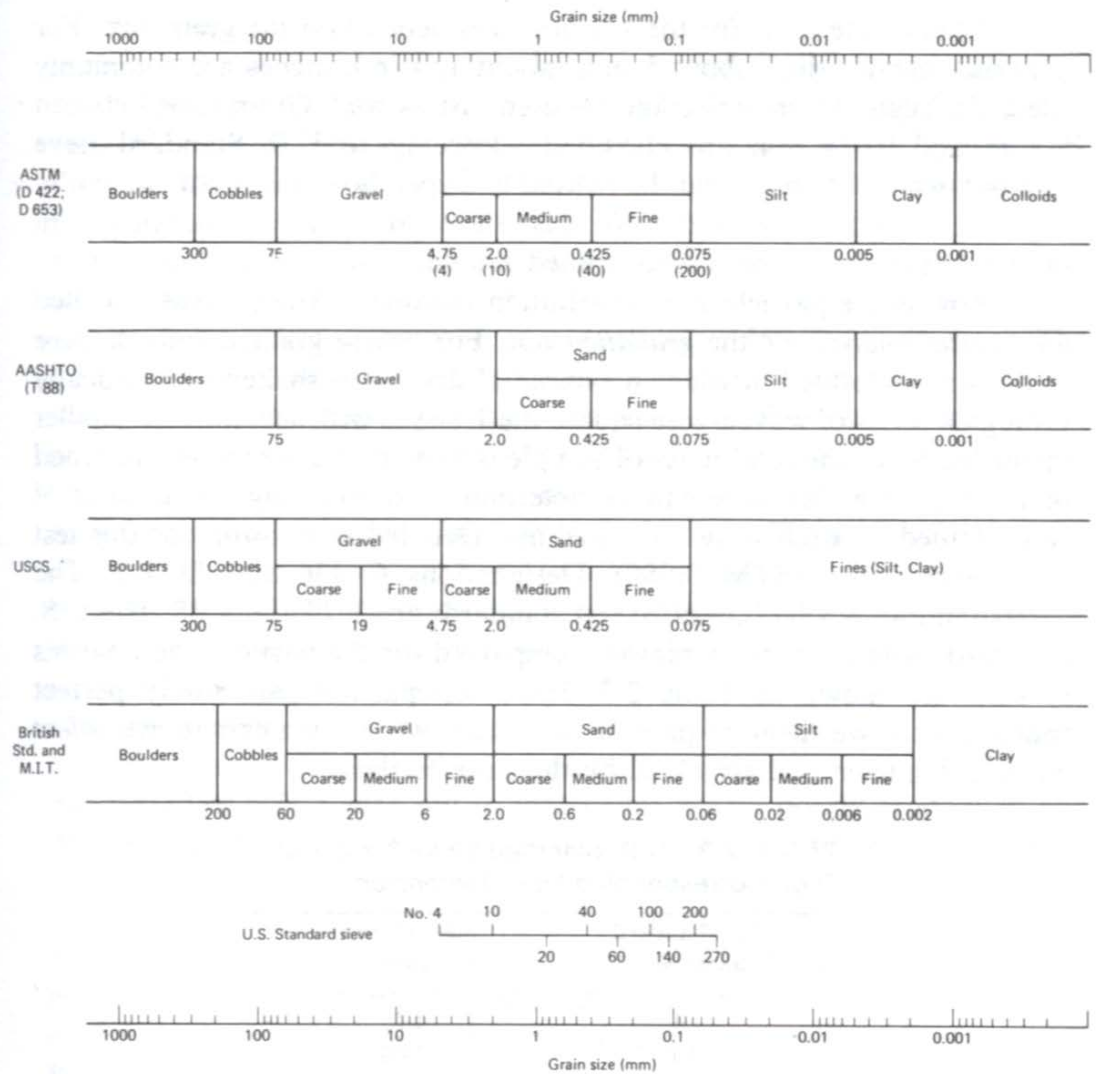 Grain size (mm)
1000 100 10 1 0.1 0.01 0.001
ASTM
(D 422;
D 653)
Boulders Cobbles Gravel Silt Clay Colloids
Coarse Medium Fine
300 75 4.75 2.0 0.425 0.075 0.005 0.001
(4) (10) (40) (200)
AASHTO
(T 88)
Sand
Boulders Gravel Silt Clay Colloids
Coarse Fine
75 2.0 0.425 0.075 0.005 0.001
USCS
Gravel Sand
Boulders Cobbles Fines (Silt, Clay)
Coarse Fine Coarse Medium Fine
300 75 19 4.75 2.0 0.425 0.075
British
Std. and
M.I.T.
Gravel Sand Silt
Boulders Cobbles Clay
Coarse Medium Fine Coarse Medium Fine Coarse Medium Fine
200 60 20 6 2.0 0.6 0.2 0.06 0.02 0.006 0.002
No. 4 10 40 100 200
U.S. Standard sieve
20 60 140 270
1000 100 10 1 0.1 0.01 0.001
Grain size (mm)